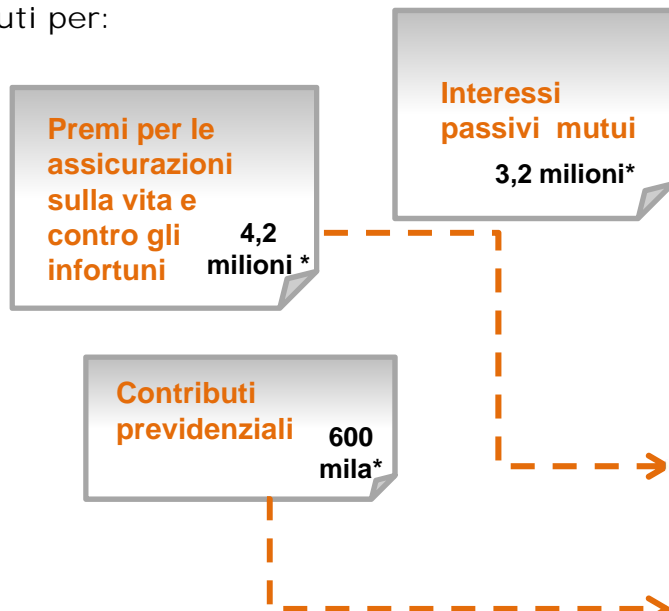 uti per:
Interessi
passivi mutui
3,2 milioni*
Premi per le
assicurazioni
sulla vita e
contro gli
infortuni
4,2
milioni *
Contributi
previdenziali
600
mila*